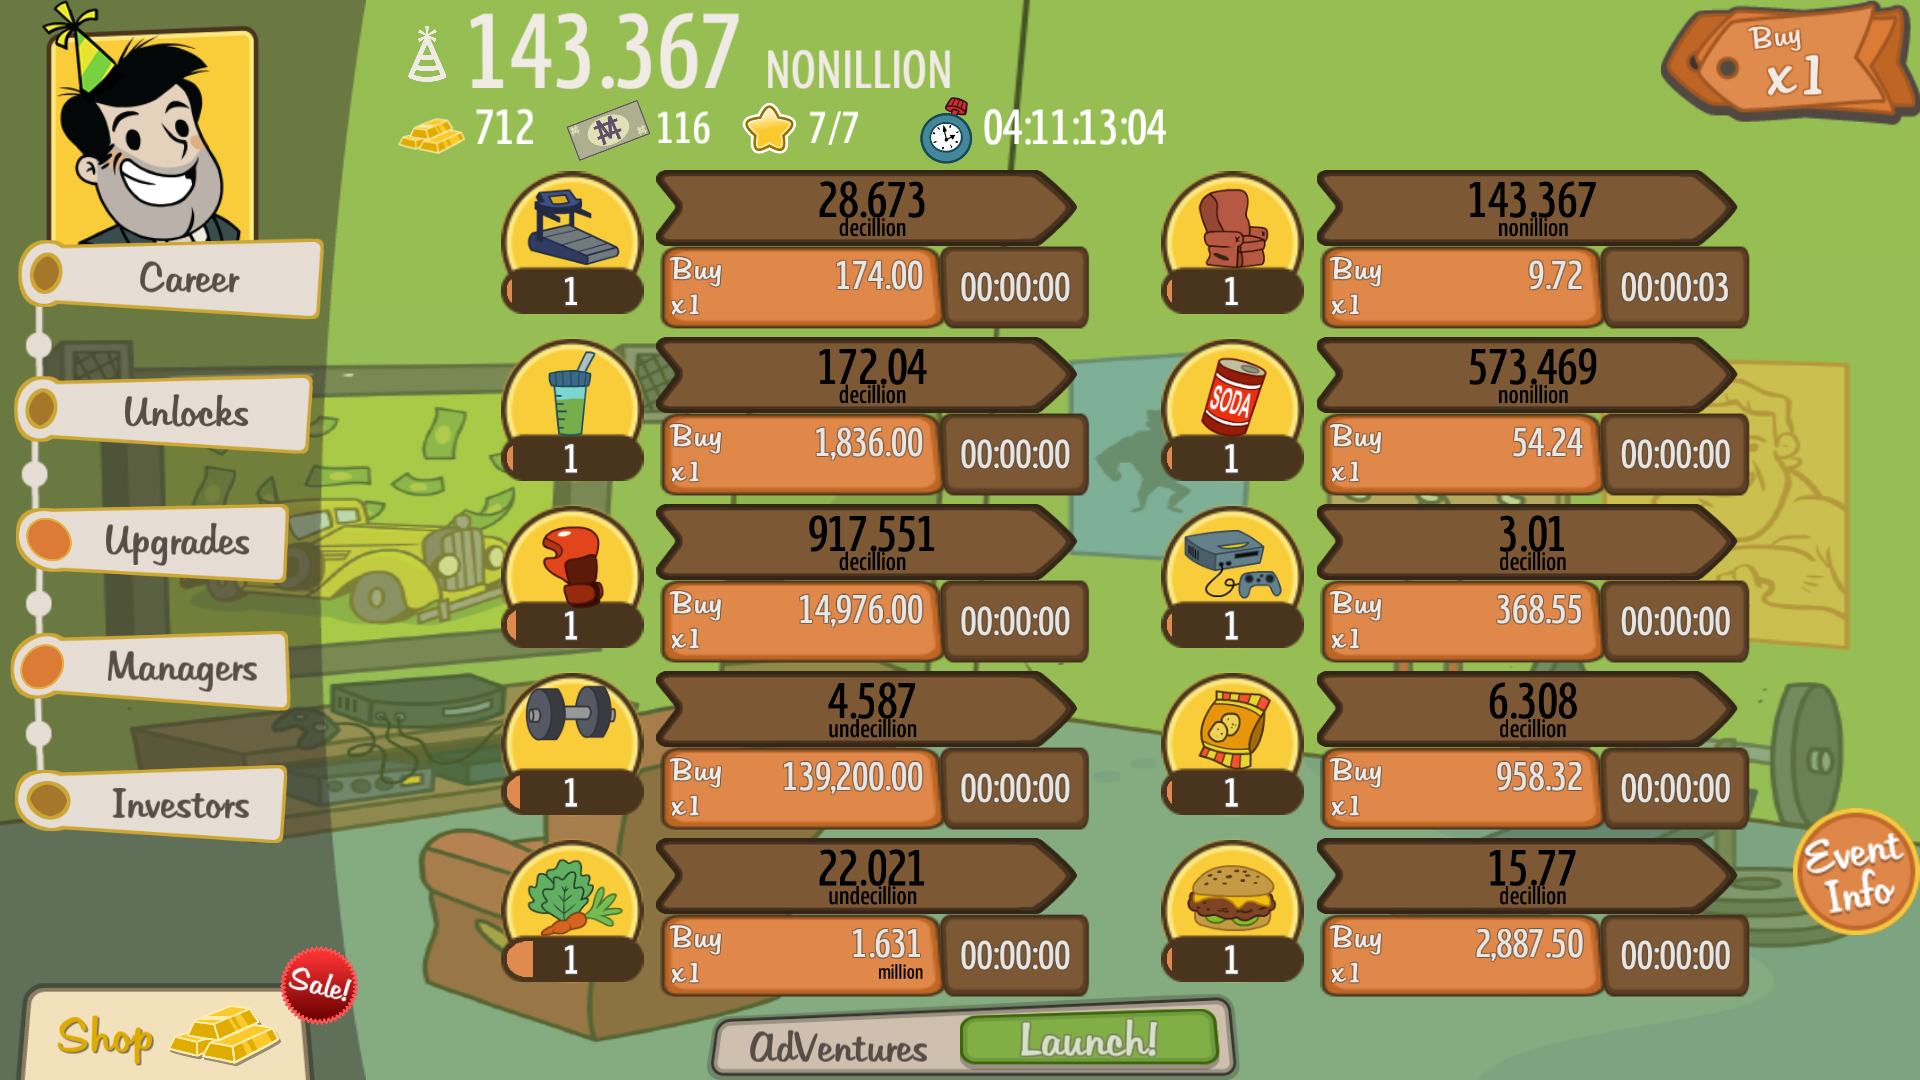 143.367 NONILLION
712 116 7/7 04:11:13:04
Buy
x1
Career
Unlocks
Upgrades
Managers
Investors
28.673
decillion
1
Buy
x1
174.00
00:00:00
172.04
decillion
1
Buy
x1
1,836.00
00:00:00
917.551
decillion
1
Buy
x1
14,976.00
00:00:00
4.587
undecillion
1
Buy
x1
139,200.00
00:00:00
22.021
undecillion
1
Buy
x1
1.631
million
00:00:00
143.367
nonillion
1
Buy
x1
9.72
00:00:03
573.469
nonillion
SODA
1
Buy
x1
54.24
00:00:00
3.01
decillion
1
Buy
x1
368.55
00:00:00
6.308
decillion
1
Buy
x1
958.32
00:00:00
15.77
decillion
1
Buy
x1
2,887.50
00:00:00
Event
Info
Sale!
Shop
AdVentures
Launch!